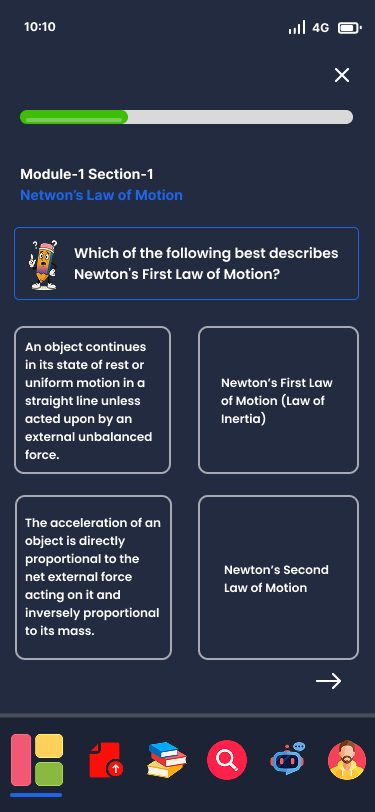 10:10
4G
Module-1 Section-1
Netwon's Law of Motion
Which of the following best describes
Newton's First Law of Motion?
An object continues
in its state of rest or
uniform motion in a
straight line unless
acted upon by an
external unbalanced
force.
Newton's First Law
of Motion (Law of
Inertia)
The acceleration of an
object is directly
proportional to the
net external force
acting on it and
inversely proportional
to its mass.
Newton's Second
Law of Motion